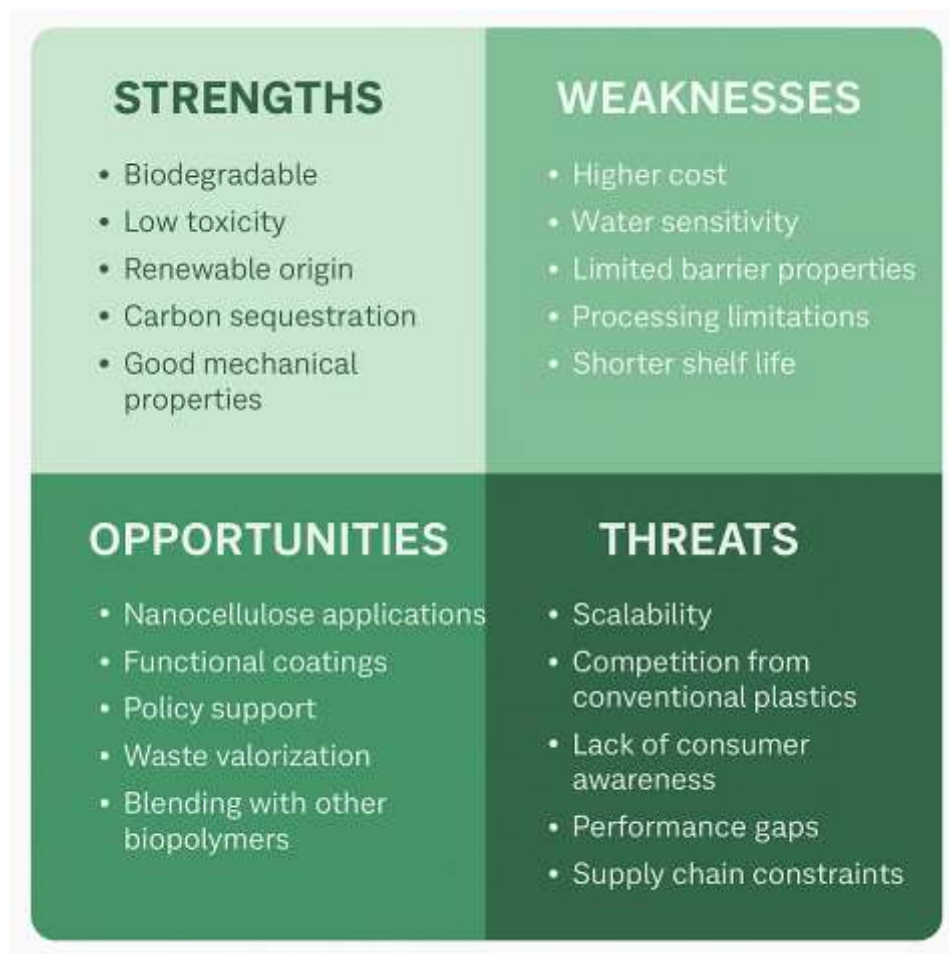 STRENGTHS
• Biodegradable
• Low toxicity
• Renewable origin
• Carbon sequestration
• Good mechanical
properties
WEAKNESSES
• Higher cost
• Water sensitivity
• Limited barrier properties
• Processing limitations
• Shorter shelf life
OPPORTUNITIES
• Nanocellulose applications
• Functional coatings
• Policy support
• Waste valorization
• Blending with other
biopolymers
THREATS
• Scalability
• Competition from
conventional plastics
• Lack of consumer
awareness
• Performance gaps
• Supply chain constraints